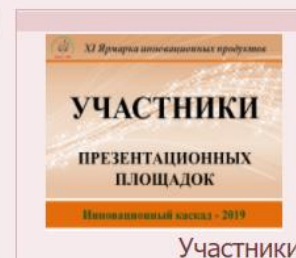 XI Ярмарка инновационных продуктов
УЧАСТНИКИ
ПРЕЗЕНТАЦИОННЫХ
ПЛОЩАДОК
Инновационный каскад - 2019
Участники